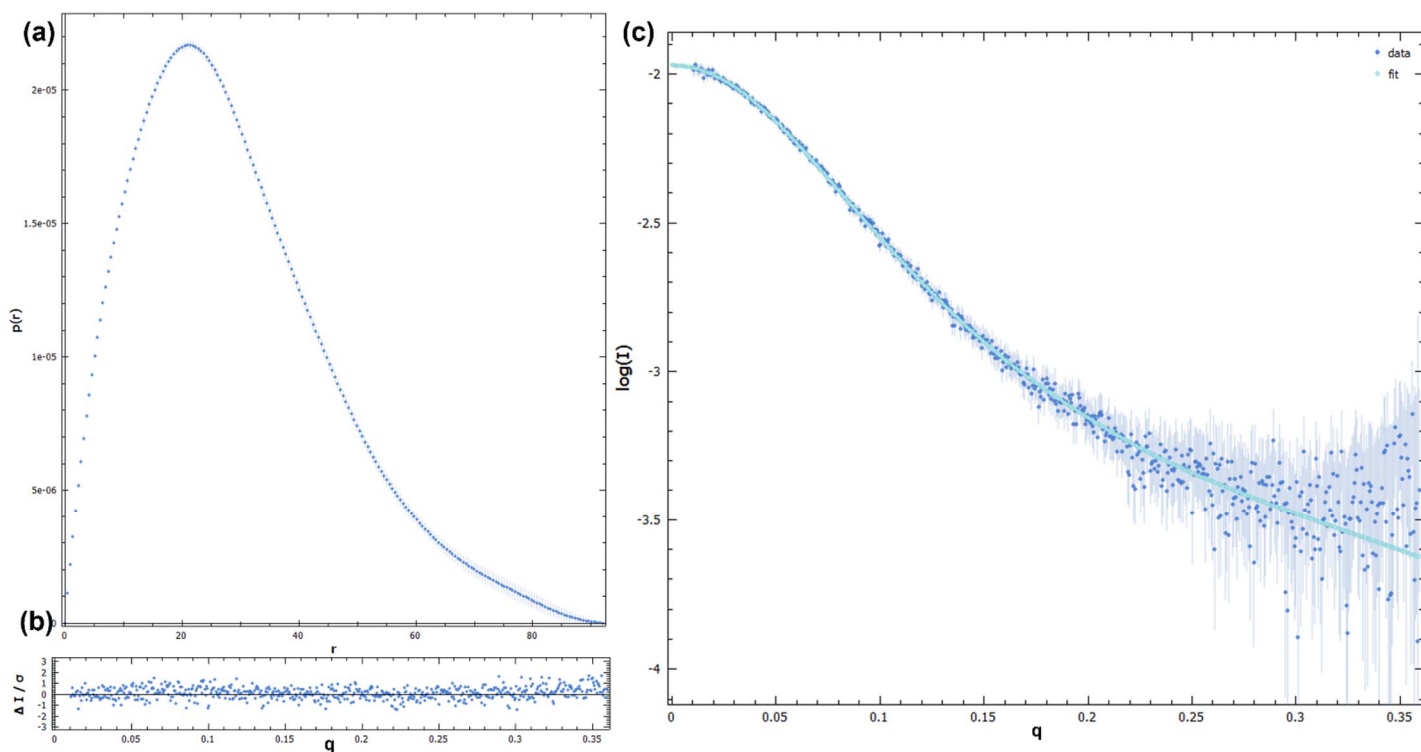 (a)
2e-05
1.5e-05
p(r)
1e-05
5e-06
0
0 20 40 60 80
r
(b)
3
2
1
0
-1
-2
-3
Δ I / σ
0 0.05 0.1 0.15 0.2 0.25 0.3 0.35
q
(c)
data
fit
-2
-2.5
-3
-3.5
-4
log(I)
0 0.05 0.1 0.15 0.2 0.25 0.3 0.35
q